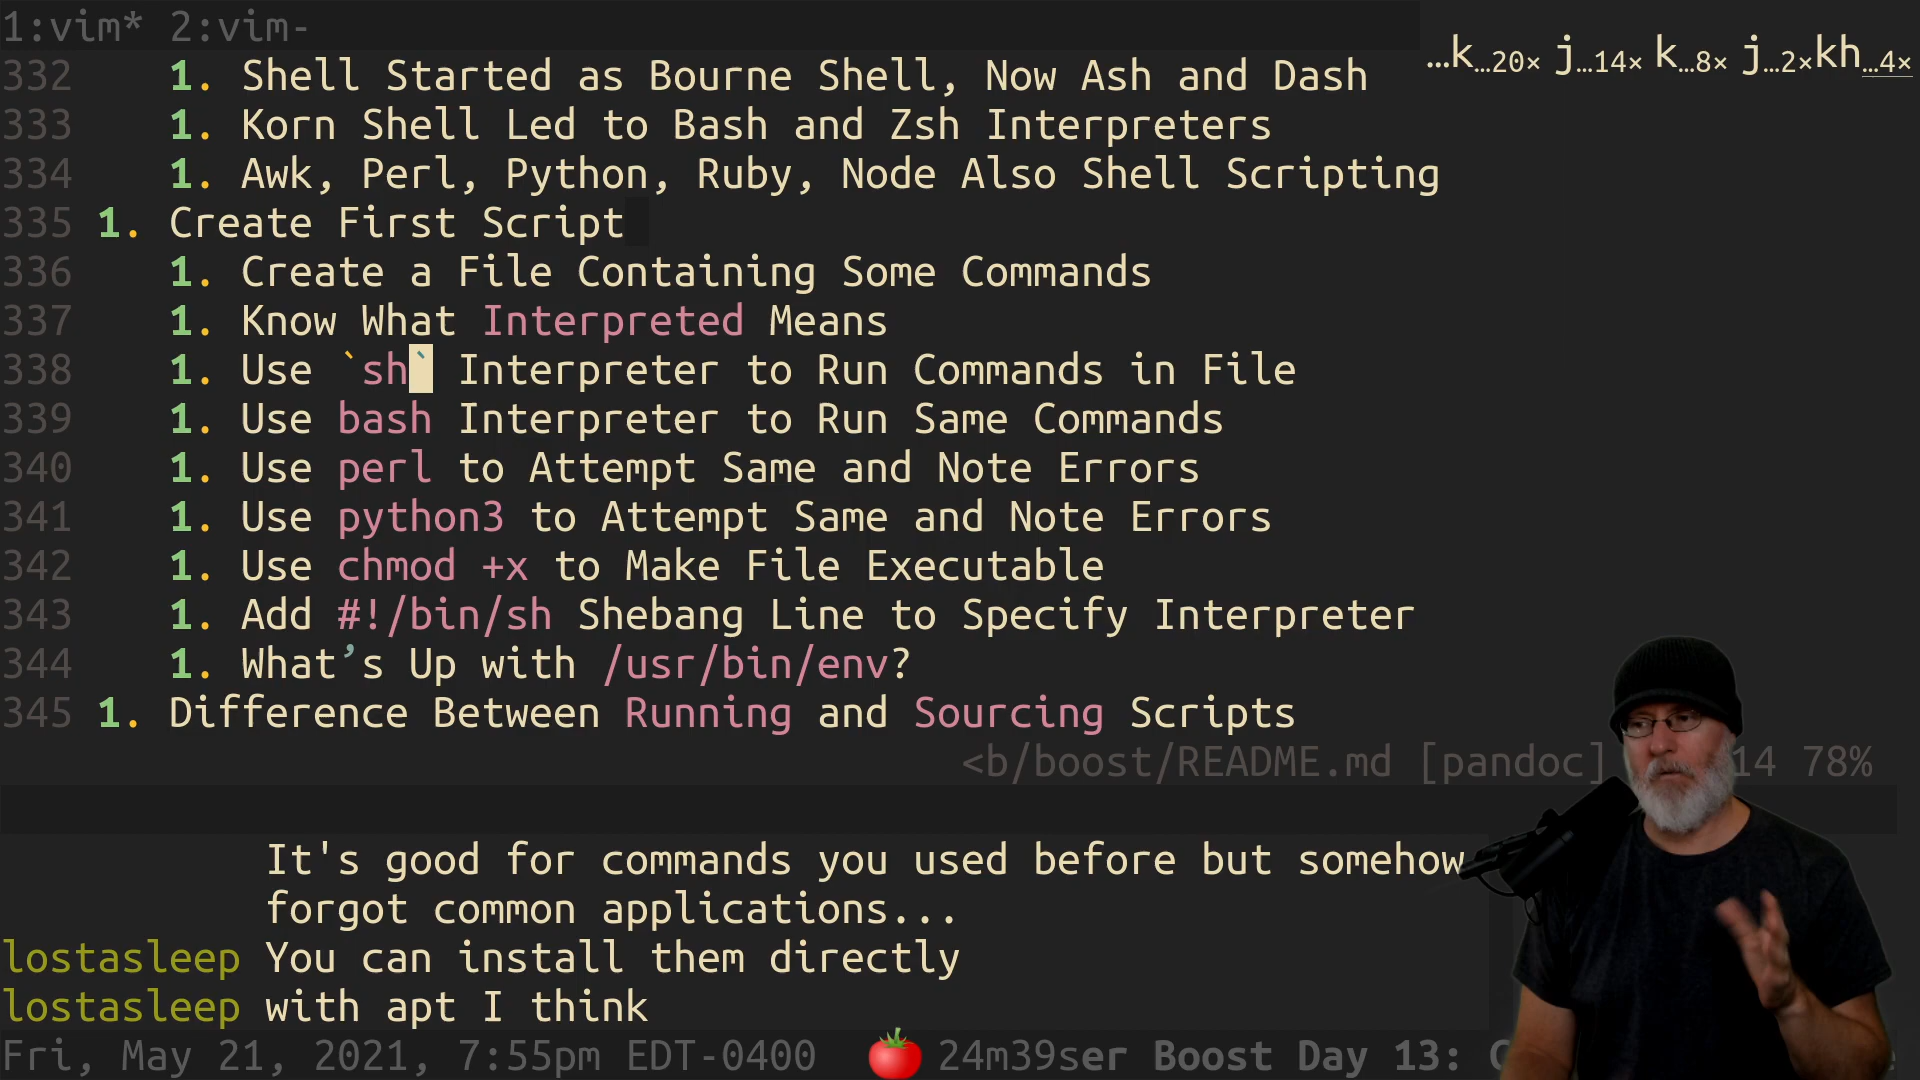 1:vim* 2:vim-
…k…20× j…14× k…8× j…2×kh…4×
332 1. Shell Started as Bourne Shell, Now Ash and Dash
333 1. Korn Shell Led to Bash and Zsh Interpreters
334 1. Awk, Perl, Python, Ruby, Node Also Shell Scripting
335 1. Create First Script
336 1. Create a File Containing Some Commands
337 1. Know What Interpreted Means
338 1. Use `sh` Interpreter to Run Commands in File
339 1. Use bash Interpreter to Run Same Commands
340 1. Use perl to Attempt Same and Note Errors
341 1. Use python3 to Attempt Same and Note Errors
342 1. Use chmod +x to Make File Executable
343 1. Add #!/bin/sh Shebang Line to Specify Interpreter
344 1. What’s Up with /usr/bin/env?
345 1. Difference Between Running and Sourcing Scripts
<b/boost/README.md [pandoc] 14 78%
It's good for commands you used before but somehow
forgot common applications...
lostasleep You can install them directly
lostasleep with apt I think
Fri, May 21, 2021, 7:55pm EDT-0400 24m39ser Boost Day 13: